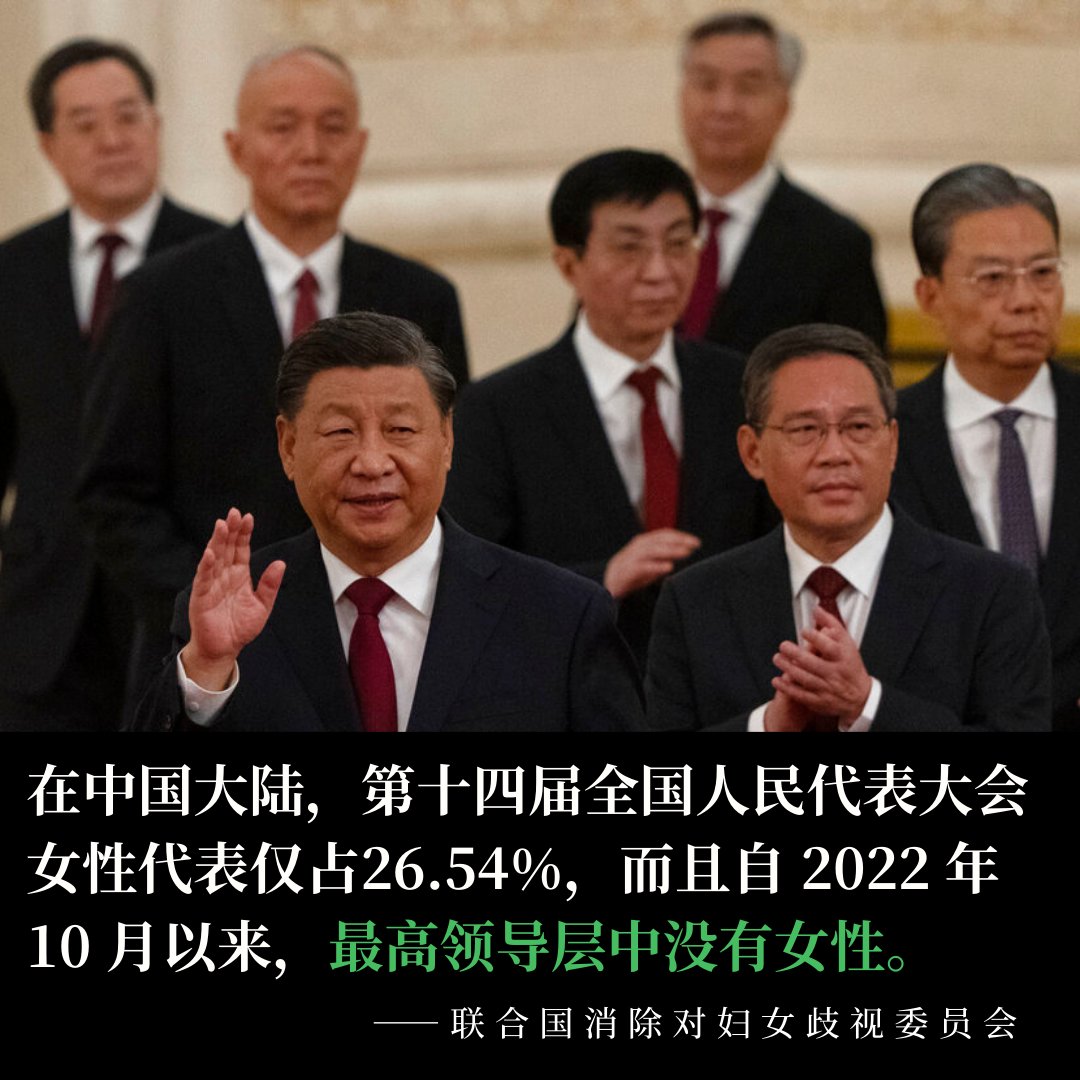 在中国大陆，第十四届全国人民代表大会
女性代表仅占26.54%，而且自 2022 年
10 月以来，最高领导层中没有女性。
——联合国消除对妇女歧视委员会